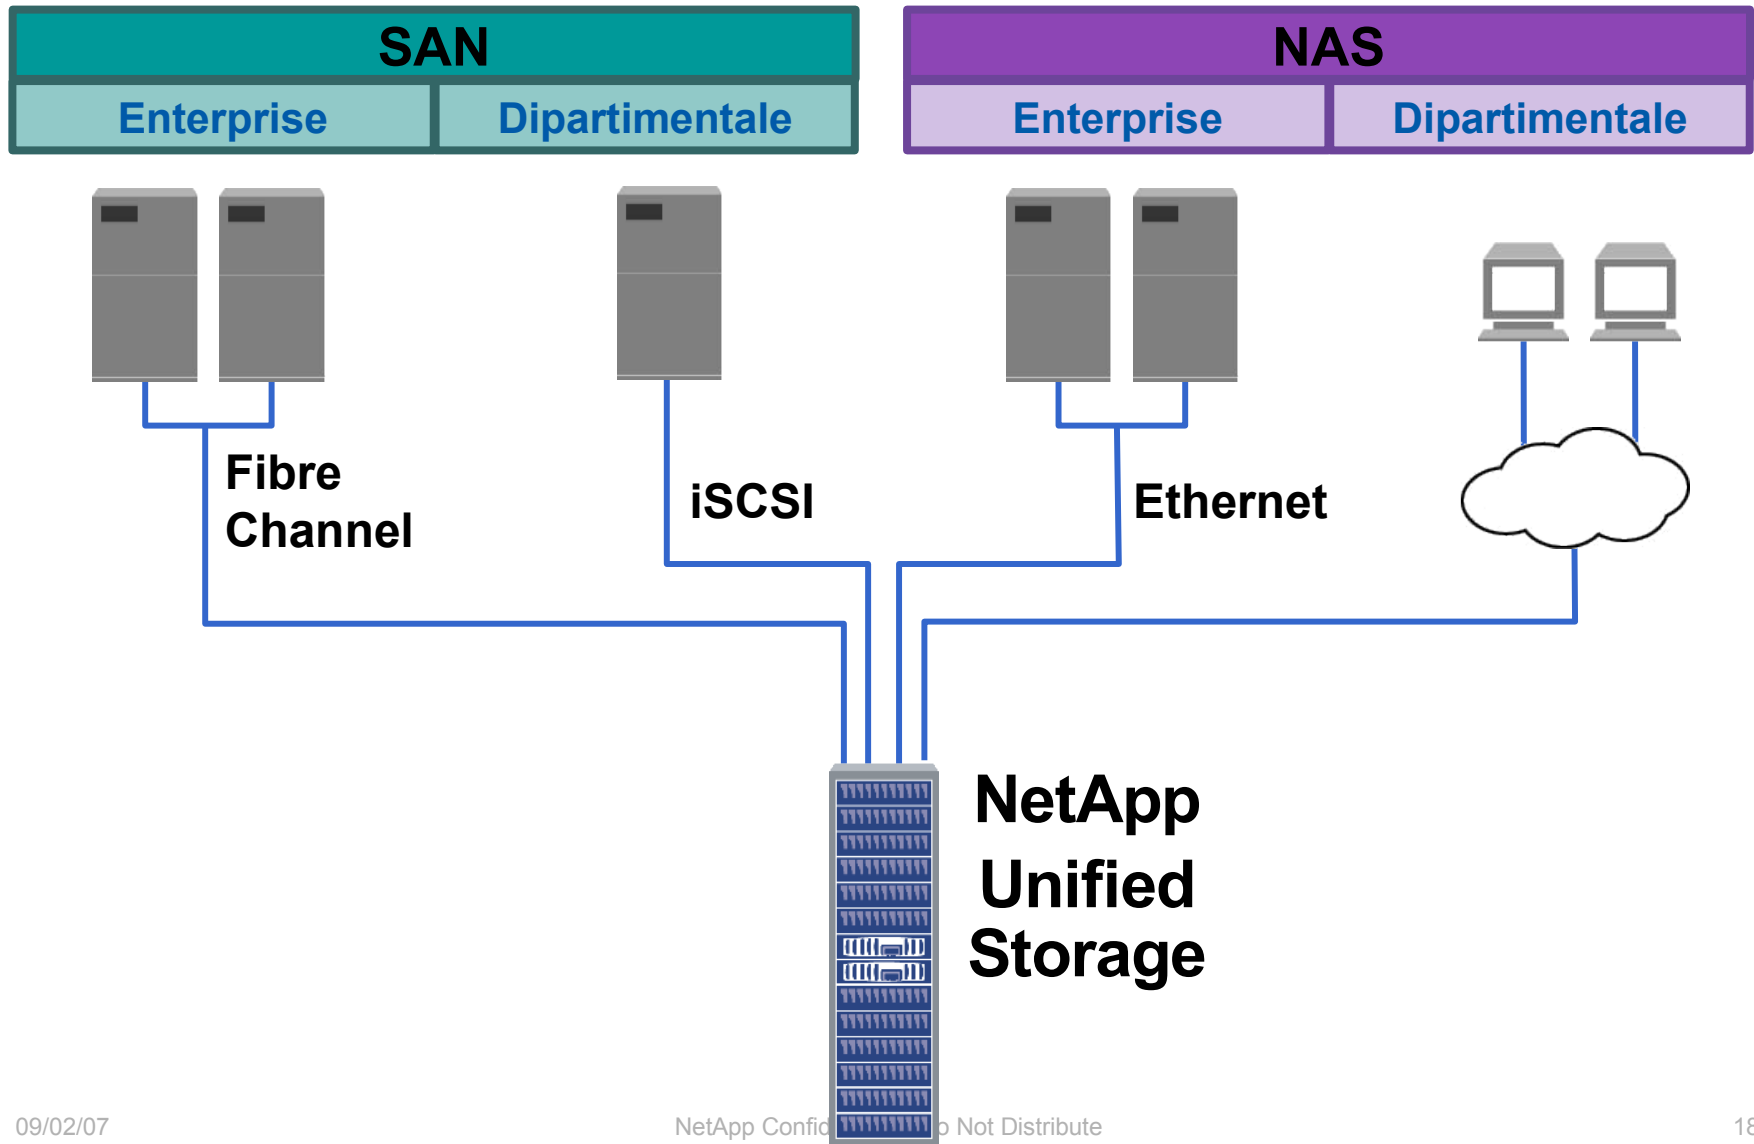 SAN
NAS
Enterprise
Dipartimentale
Enterprise
Dipartimentale
Fibre
Channel
iSCSI
Ethernet
NetApp
Unified
Storage
09/02/07
NetApp Not Distribute